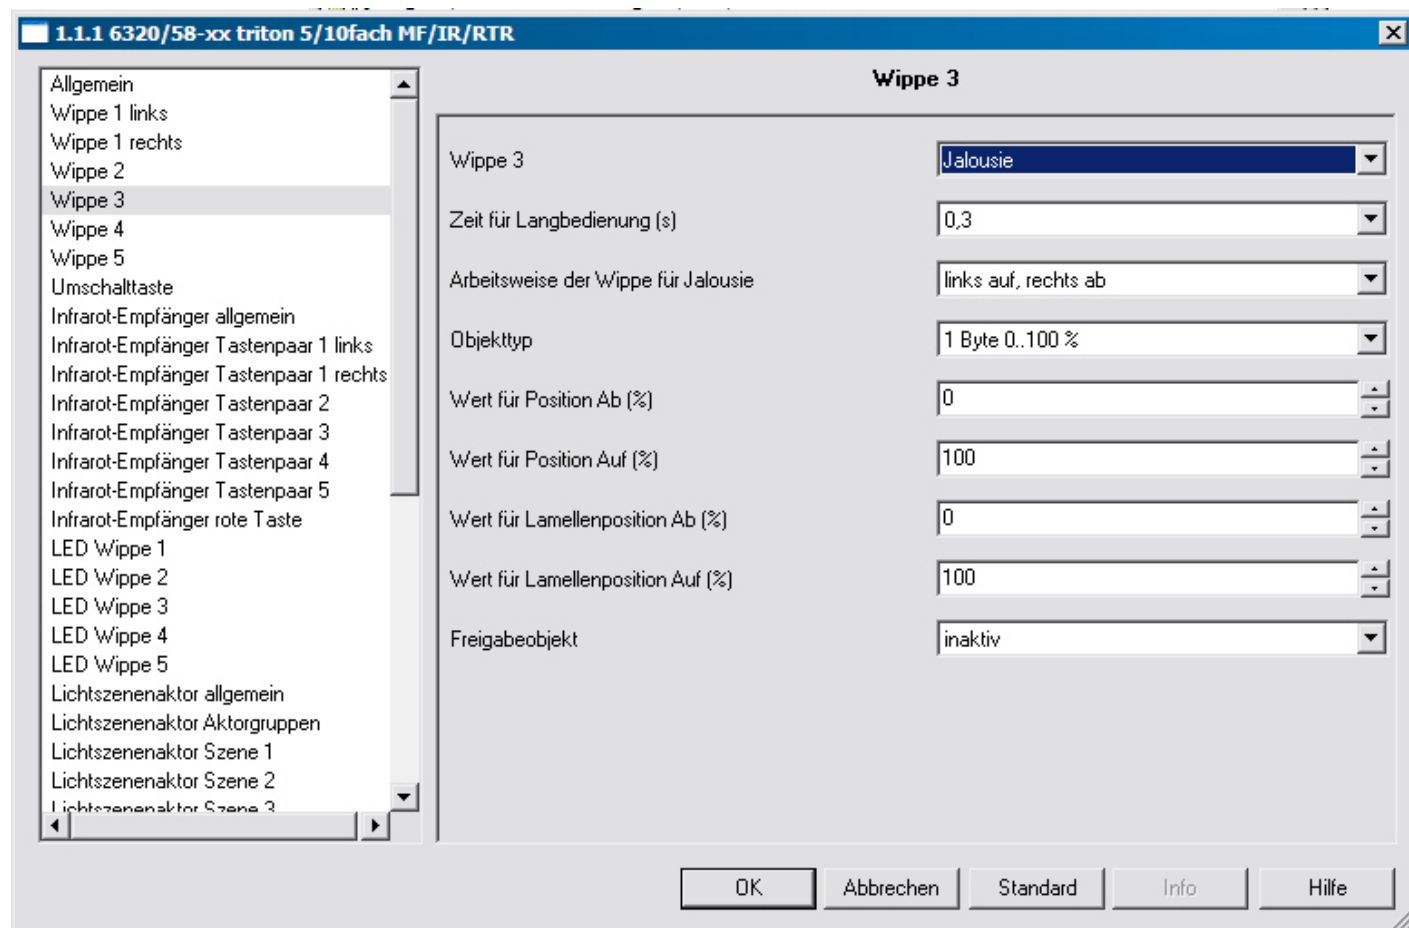 1.1.1 6320/58-xx triton 5/10fach MF/IR/RTR
Allgemein
Wippe 1 links
Wippe 1 rechts
Wippe 2
Wippe 3
Wippe 4
Wippe 5
Umschalttaste
Infrarot-Empfänger allgemein
Infrarot-Empfänger Tastenpaar 1 links
Infrarot-Empfänger Tastenpaar 1 rechts
Infrarot-Empfänger Tastenpaar 2
Infrarot-Empfänger Tastenpaar 3
Infrarot-Empfänger Tastenpaar 4
Infrarot-Empfänger Tastenpaar 5
Infrarot-Empfänger rote Taste
LED Wippe 1
LED Wippe 2
LED Wippe 3
LED Wippe 4
LED Wippe 5
Lichtszenenaktor allgemein
Lichtszenenaktor Aktorgruppen
Lichtszenenaktor Szene 1
Lichtszenenaktor Szene 2
Lichtszenenaktor Szene 3
Wippe 3
Wippe 3 Jalousie
Zeit für Langbedienung (s) 0,3
Arbeitsweise der Wippe für Jalousie links auf, rechts ab
Objekttyp 1 Byte 0..100 %
Wert für Position Ab (%) 0
Wert für Position Auf (%) 100
Wert für Lamellenposition Ab (%) 0
Wert für Lamellenposition Auf (%) 100
Freigabeobjekt inaktiv
OK Abbrechen Standard Info Hilfe